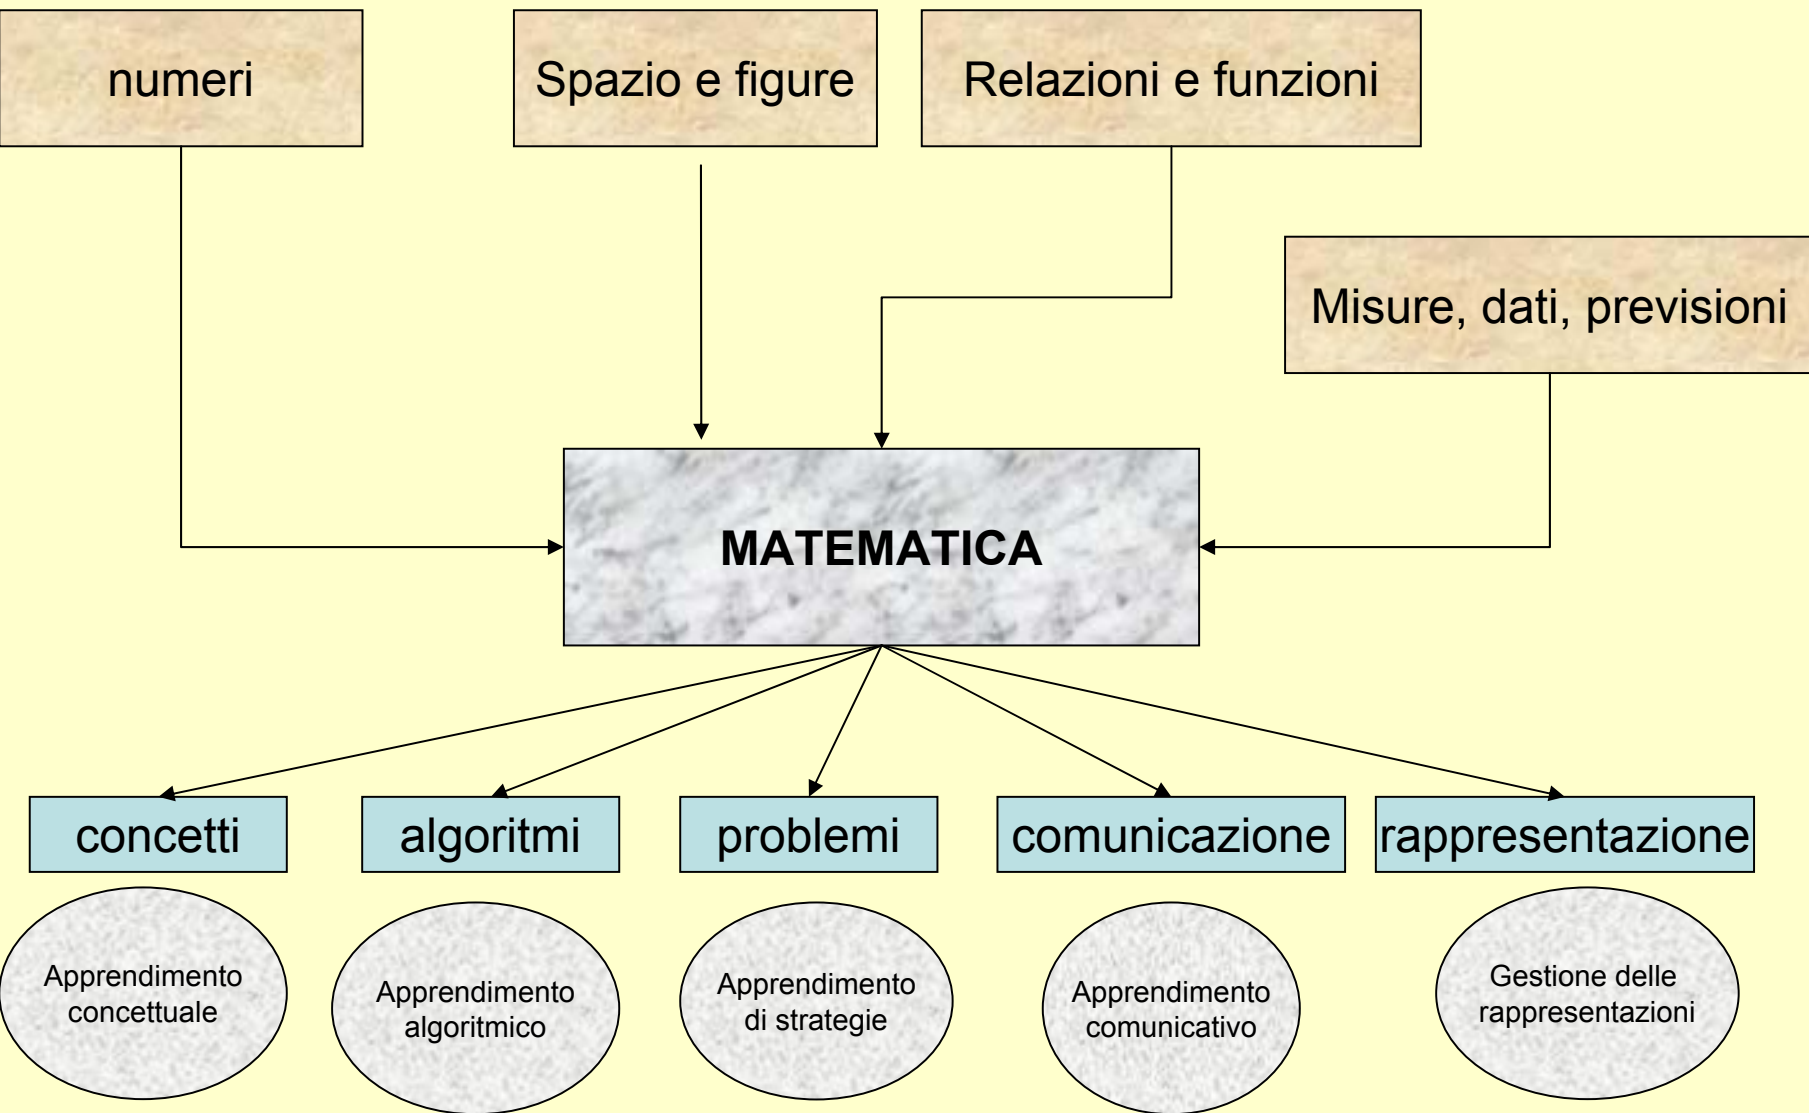 numeri
Spazio e figure
Relazioni e funzioni
Misure, dati, previsioni
MATEMATICA
concetti
algoritmi
problemi
comunicazione
rappresentazione
Apprendimento
concettuale
Apprendimento
algoritmico
Apprendimento
di strategie
Apprendimento
comunicativo
Gestione delle
rappresentazioni